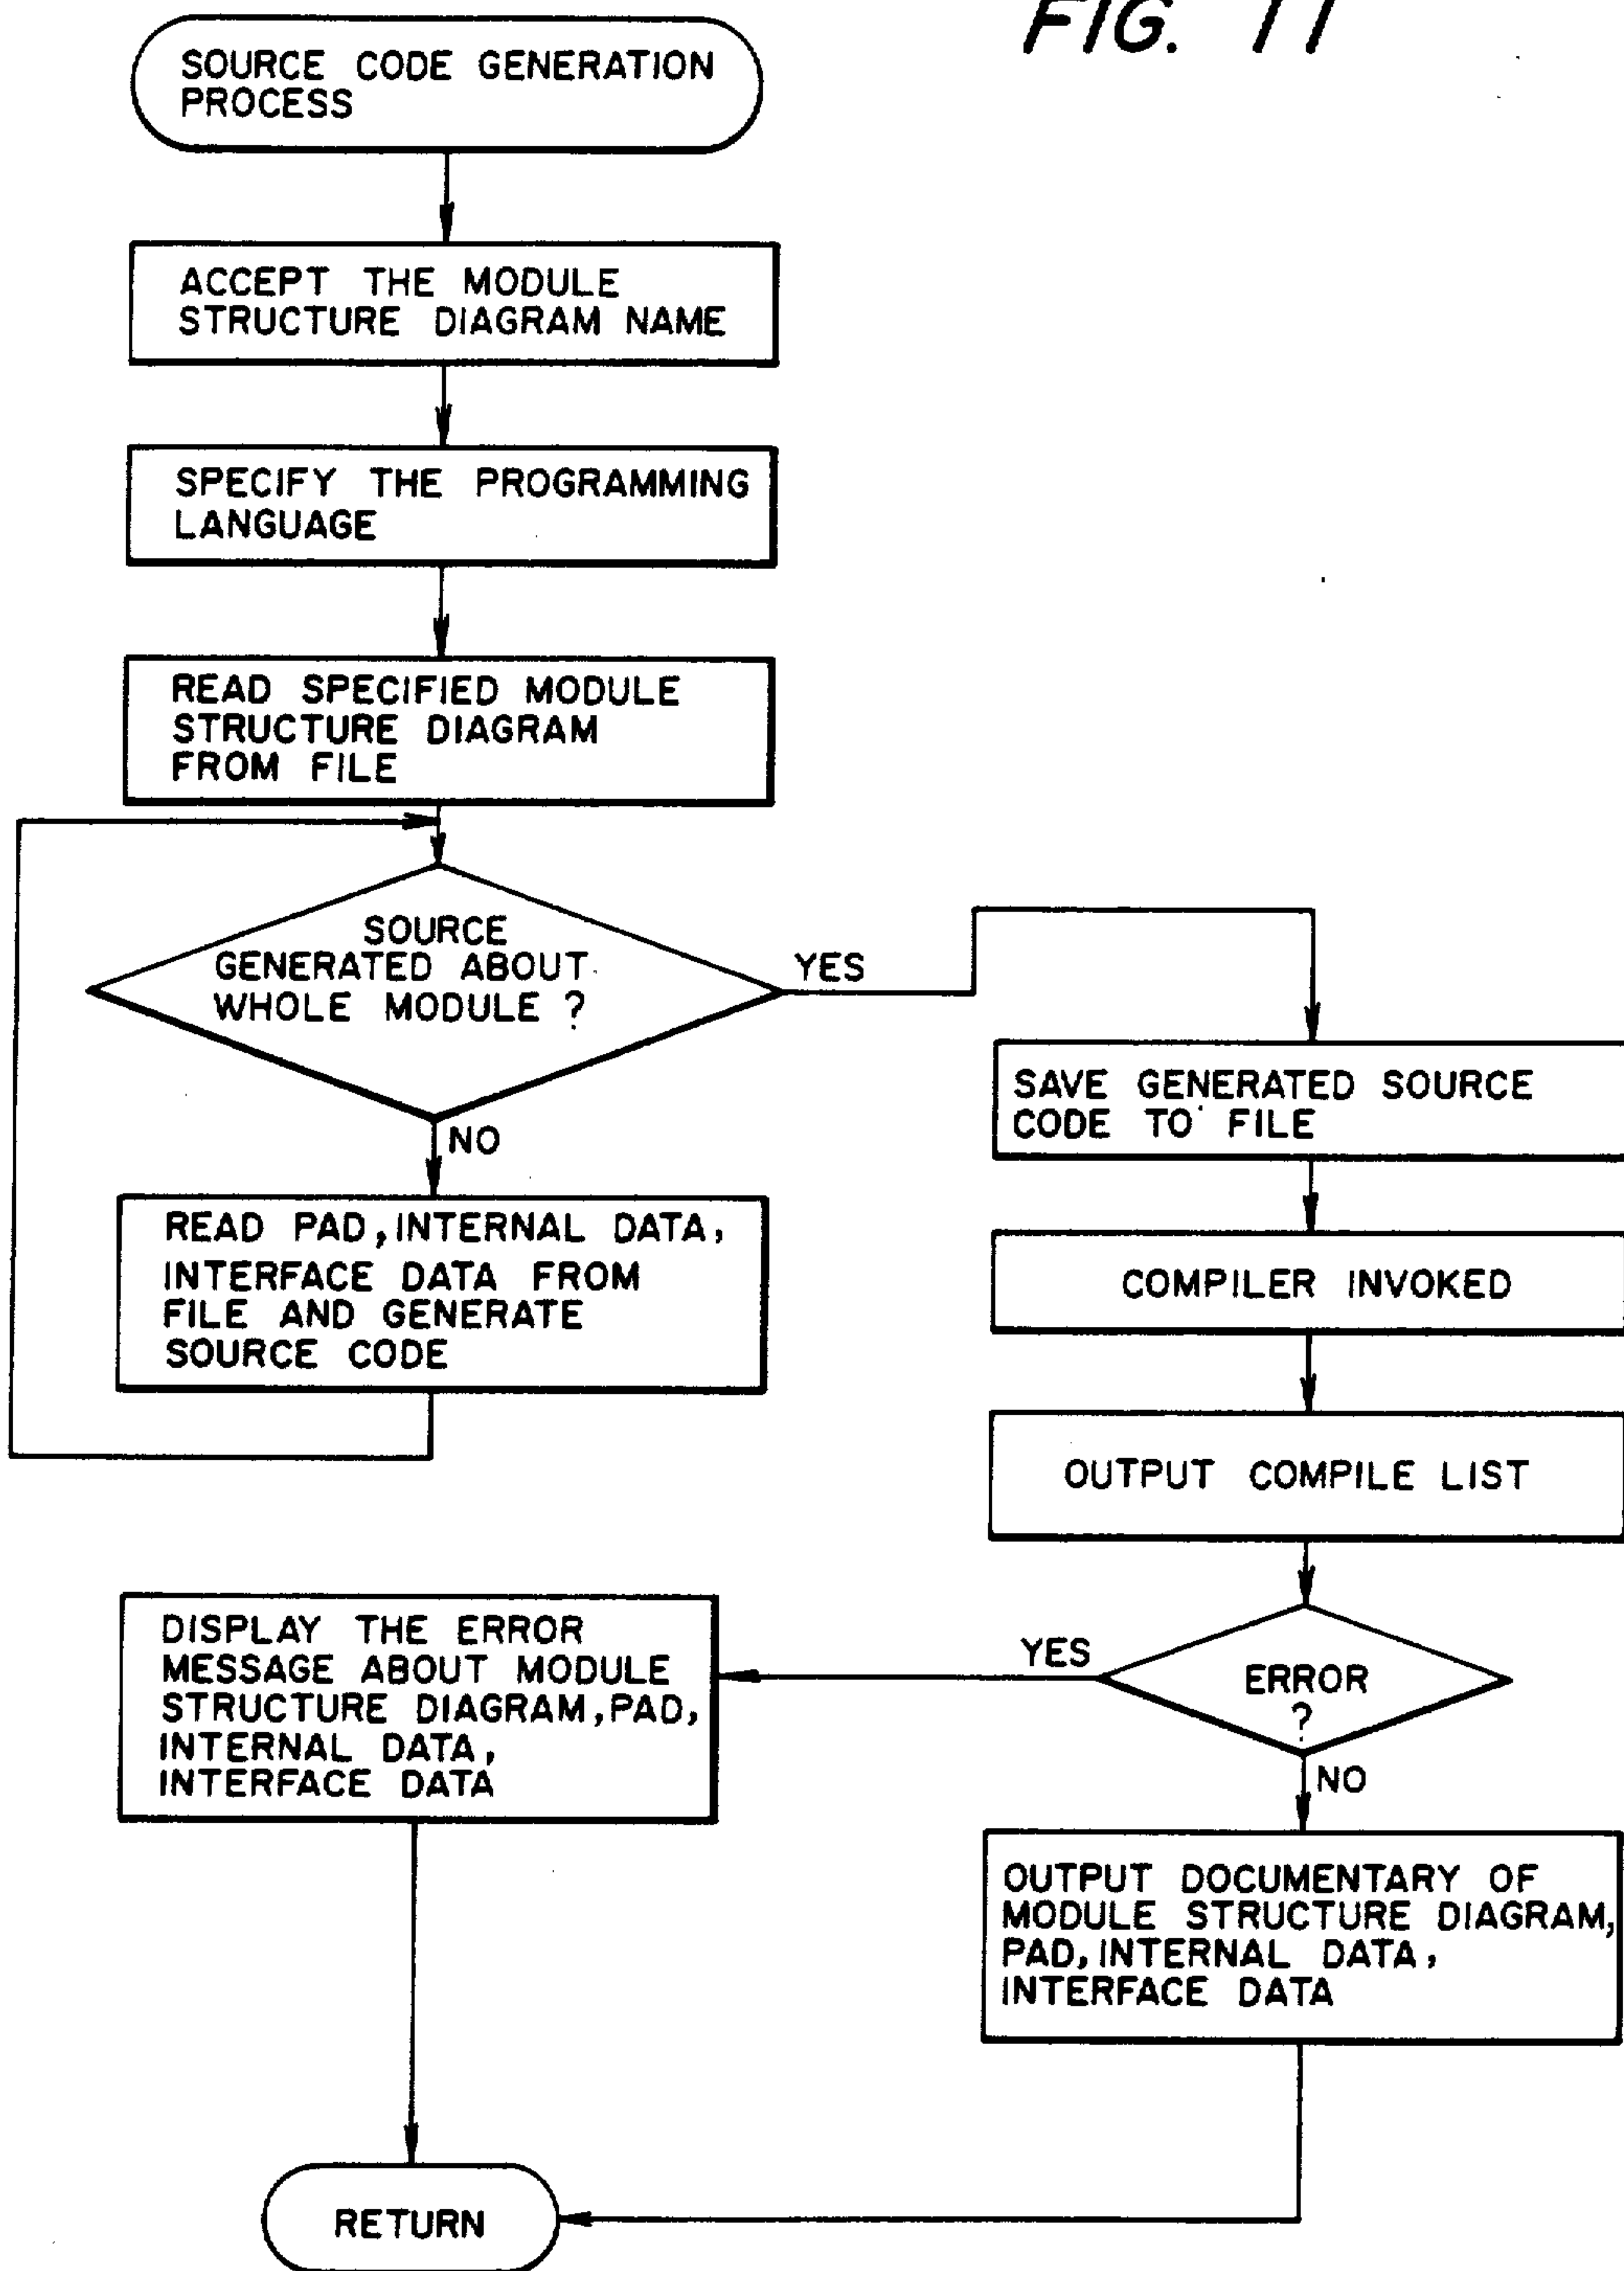 FIG. 11
SOURCE CODE GENERATION
PROCESS
ACCEPT THE MODULE
STRUCTURE DIAGRAM NAME
SPECIFY THE PROGRAMMING
LANGUAGE
READ SPECIFIED MODULE
STRUCTURE DIAGRAM
FROM FILE
SOURCE
GENERATED ABOUT
WHOLE MODULE ?
YES
NO
READ PAD, INTERNAL DATA,
INTERFACE DATA FROM
FILE AND GENERATE
SOURCE CODE
SAVE GENERATED SOURCE
CODE TO FILE
COMPILER INVOKED
OUTPUT COMPILE LIST
ERROR
?
YES
NO
DISPLAY THE ERROR
MESSAGE ABOUT MODULE
STRUCTURE DIAGRAM, PAD,
INTERNAL DATA,
INTERFACE DATA
OUTPUT DOCUMENTARY OF
MODULE STRUCTURE DIAGRAM,
PAD, INTERNAL DATA,
INTERFACE DATA
RETURN